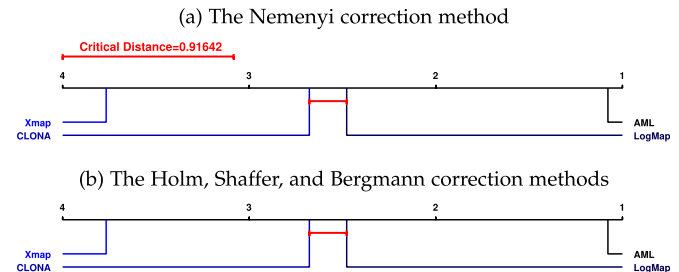 (a) The Nemenyi correction method
Critical Distance=0.91642
4 3 2 1
Xmap AML
CLONA LogMap
(b) The Holm, Shaffer, and Bergmann correction methods
4 3 2 1
Xmap AML
CLONA LogMap